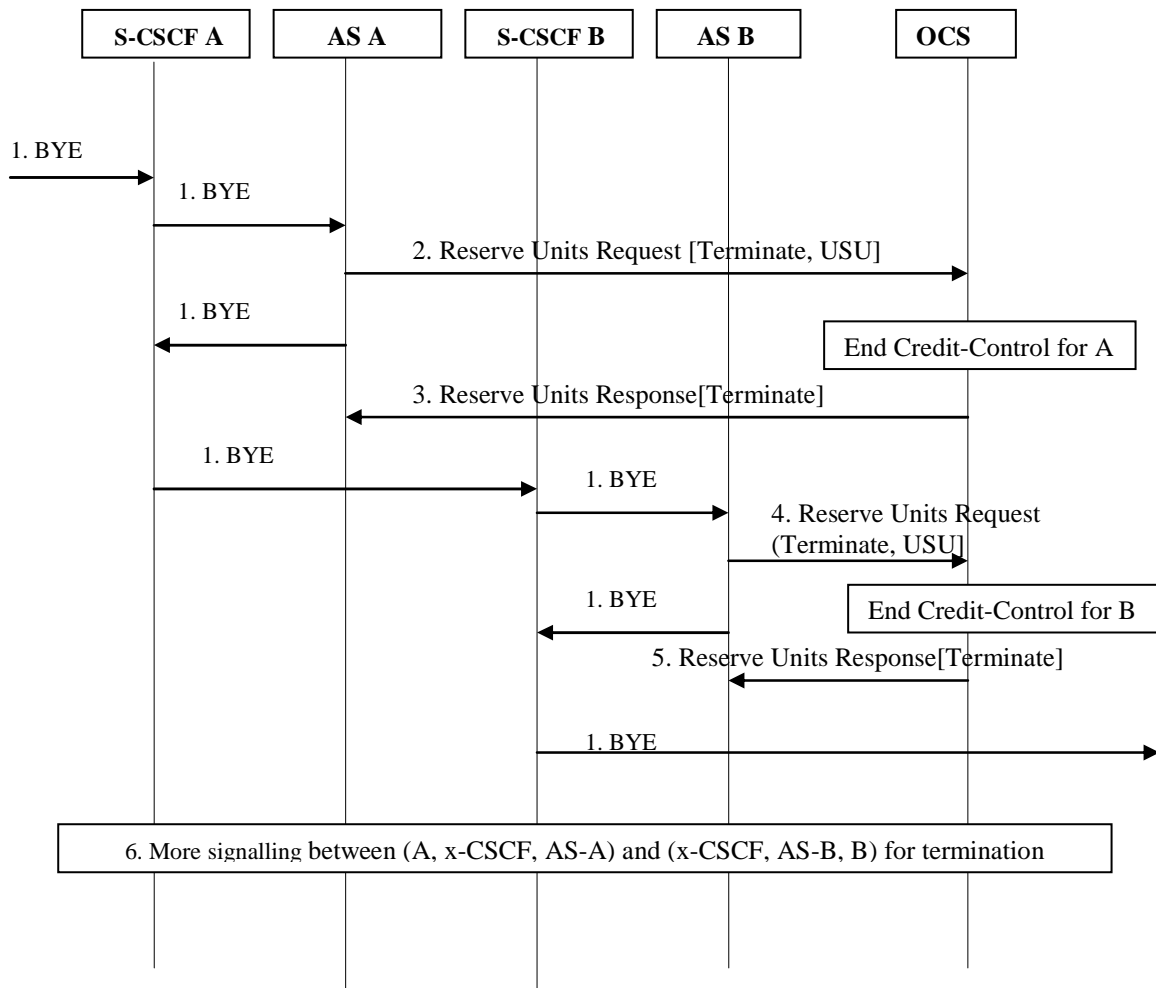 S-CSCF A
AS A
S-CSCF B
AS B
OCS
1. BYE
1. BYE
2. Reserve Units Request [Terminate, USU]
1. BYE
End Credit-Control for A
3. Reserve Units Response[Terminate]
1. BYE
1. BYE
4. Reserve Units Request
(Terminate, USU]
1. BYE
End Credit-Control for B
5. Reserve Units Response[Terminate]
1. BYE
6. More signalling between (A, x-CSCF, AS-A) and (x-CSCF, AS-B, B) for termination